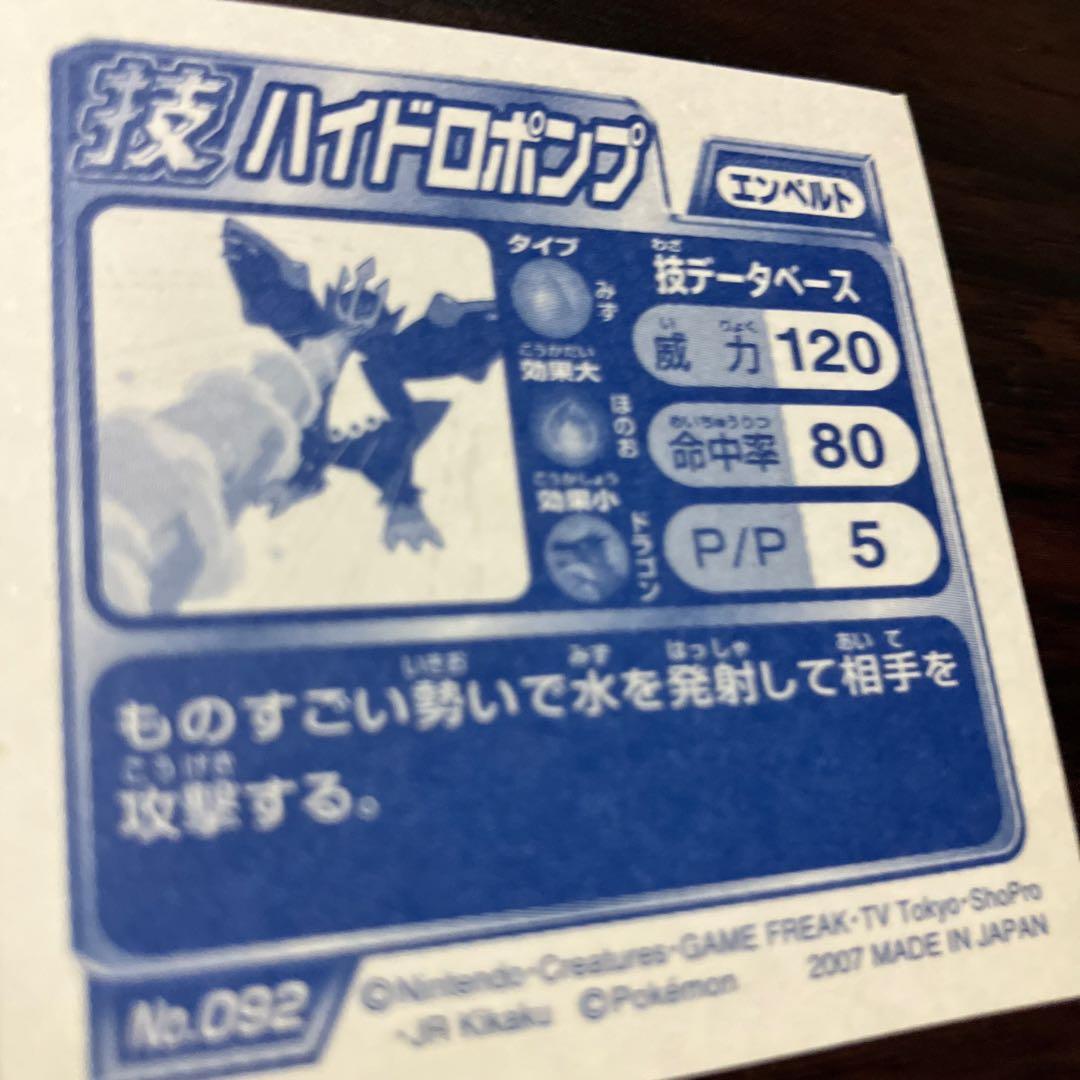 技 ハイドロポンプ
エンペルト
タイプ
みず
こうかだい
効果大
ほのお
こうかしょう
効果小
ドラゴン
わざ
技データベース
いりょく
威力 120
めいちゅうりつ
命中率 80
P/P 5
いきお みず はっしゃ あいて
ものすごい勢いで水を発射して相手を
こうげき
攻撃する。
No.092
©Nintendo・Creatures・GAME FREAK・TV Tokyo・ShoPro
・JR Kikaku ©Pokémon 2007 MADE IN JAPAN